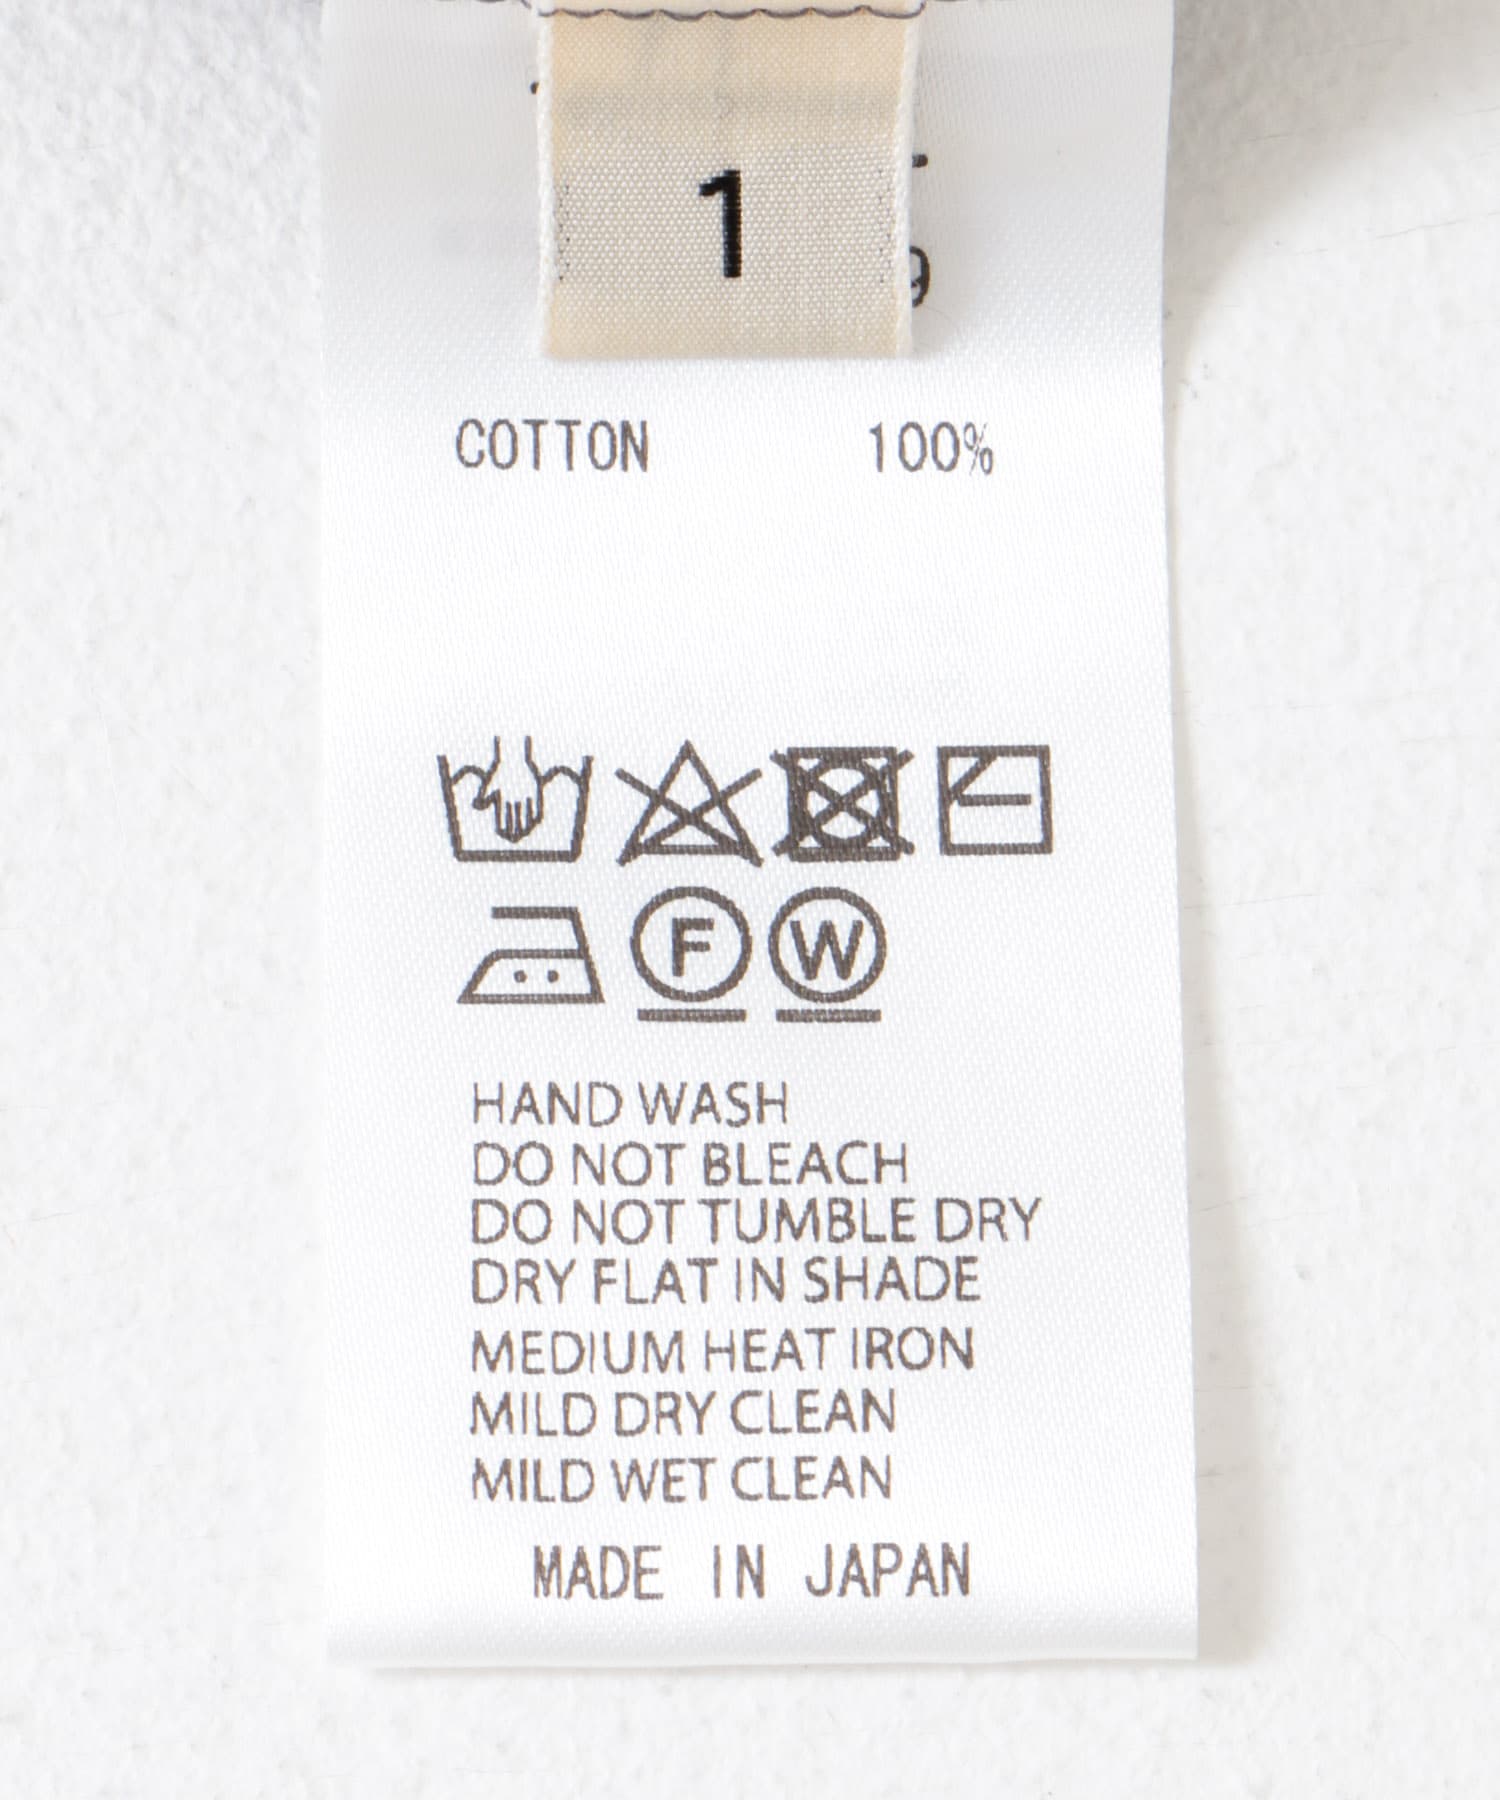 1
COTTON 100%
F W
HAND WASH
DO NOT BLEACH
DO NOT TUMBLE DRY
DRY FLAT IN SHADE
MEDIUM HEAT IRON
MILD DRY CLEAN
MILD WET CLEAN
MADE IN JAPAN